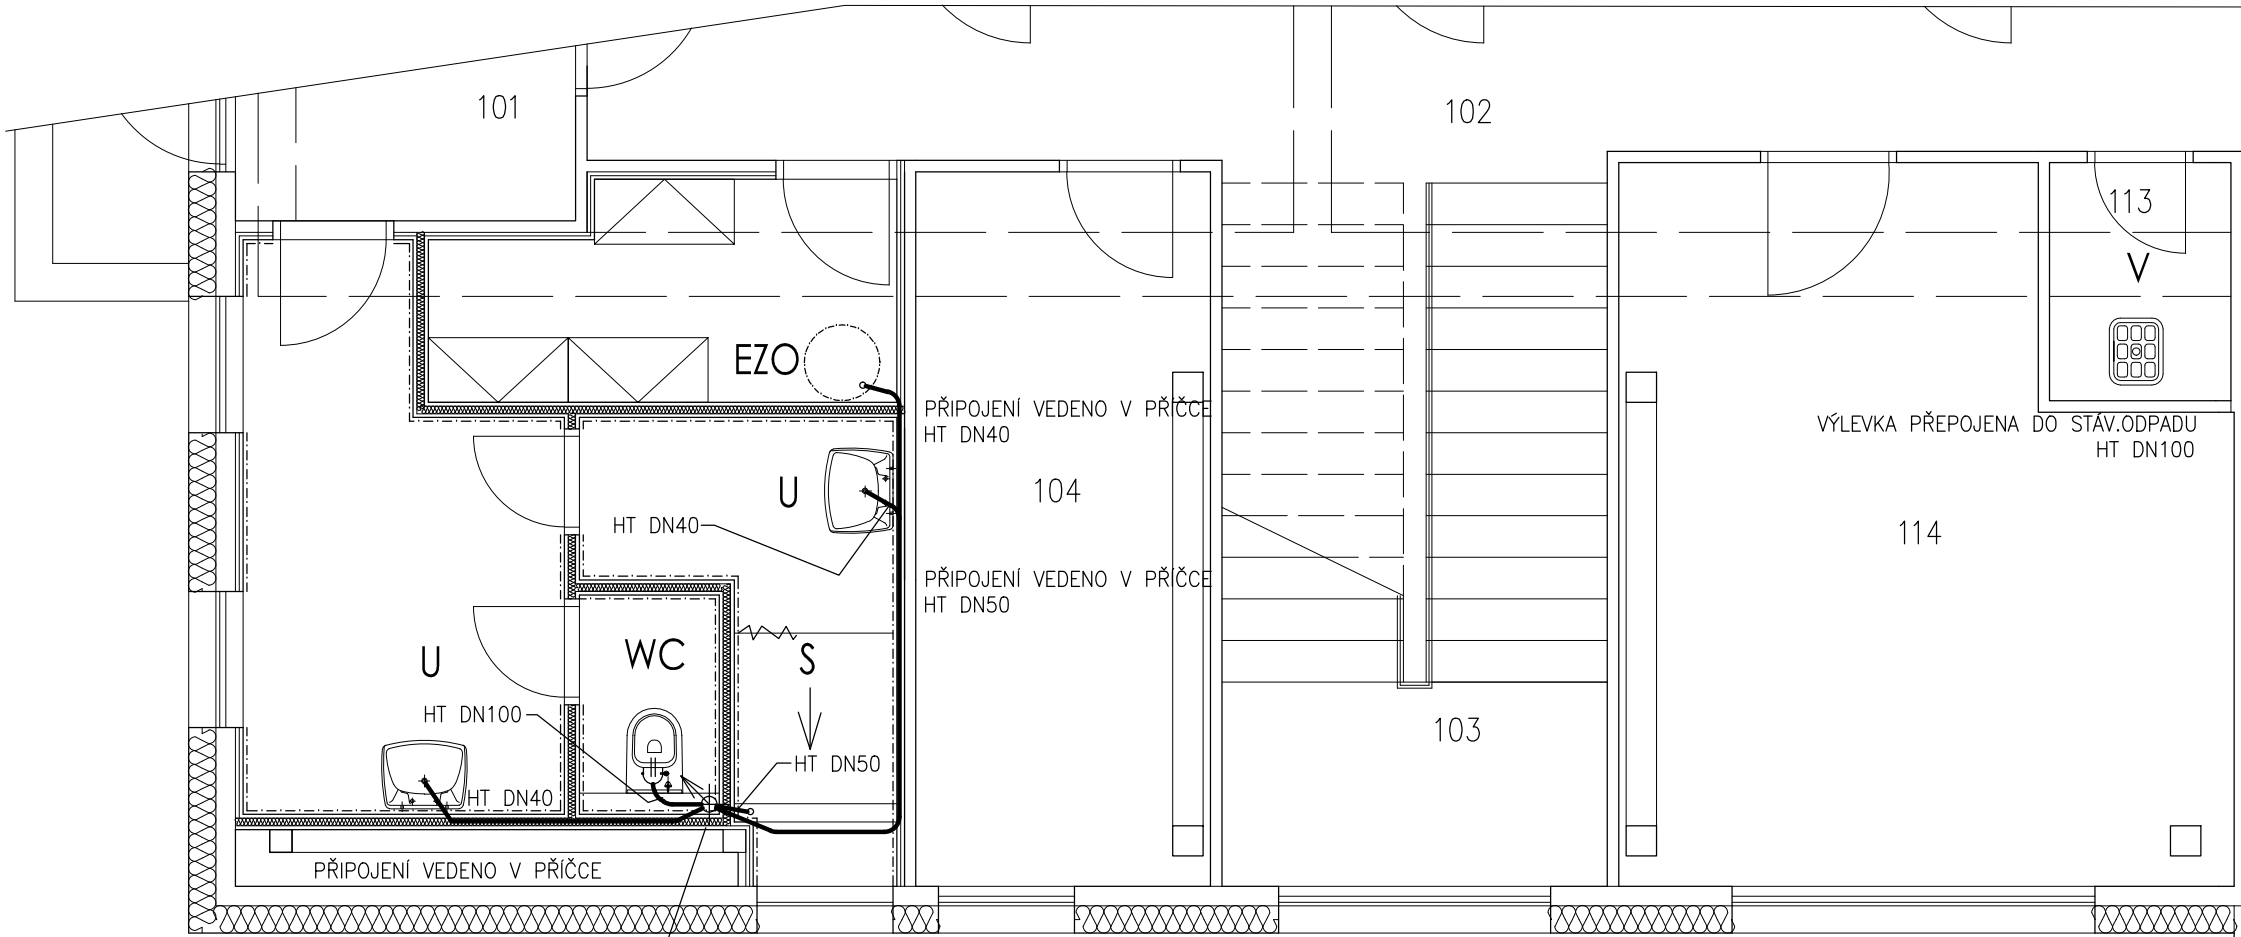 101
102
113
V
EZO
PŘIPOJENÍ VEDENO V PŘÍČCE
HT DN40
VÝLEVKA PŘEPOJENA DO STÁV.ODPADU
HT DN100
U
104
HT DN40
114
PŘIPOJENÍ VEDENO V PŘÍČCE
HT DN50
U
WC
S
HT DN100
103
HT DN50
HT DN40
PŘIPOJENÍ VEDENO V PŘÍČCE